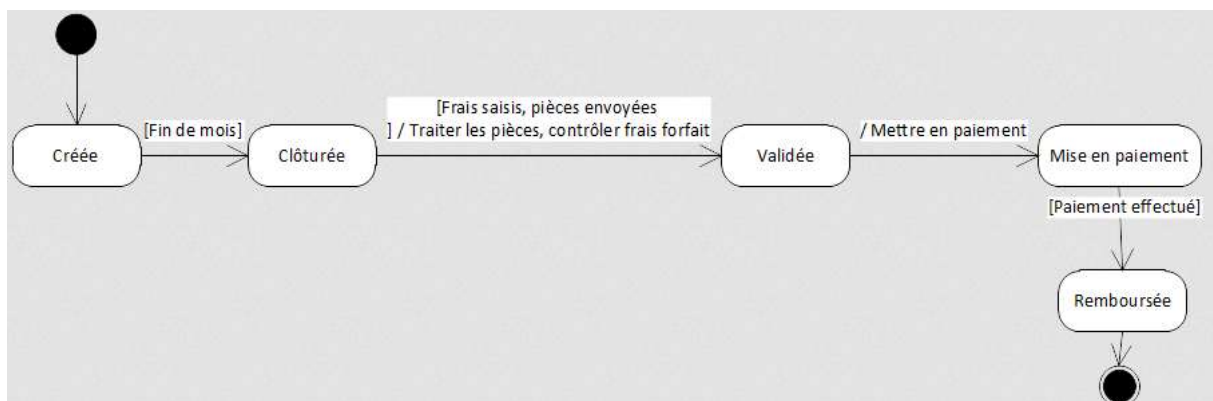 [Frais saisis, pièces envoyées
[Fin de mois]
] / Traiter les pièces, contrôler frais forfait
/ Mettre en paiement
Créée
Clôturée
Validée
Mise en paiement
[Paiement effectué]
Remboursée